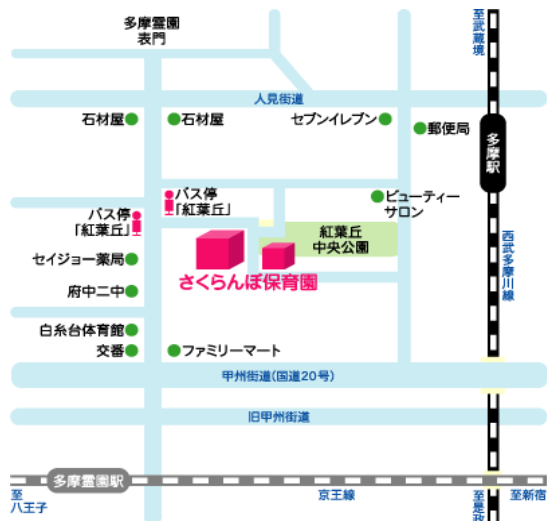 至武蔵境
多摩霊園
表門
人見街道
石材屋
石材屋
セブンイレブン
郵便局
多摩駅
バス停
「紅葉丘」
ビューティー
サロン
バス停
「紅葉丘」
紅葉丘
中央公園
西武多摩川線
セイジョー薬局
さくらんぼ保育園
府中二中
白糸台体育館
交番
ファミリーマート
甲州街道(国道20号)
旧甲州街道
多摩霊園駅
至
八王子
京王線
至是政
至新宿